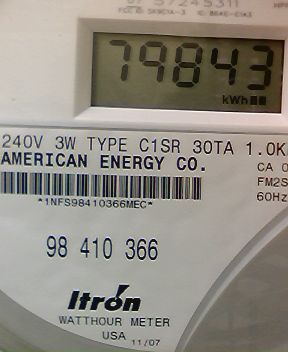 79843
kWh
240V 3W TYPE C1SR 30TA 1.0K
AMERICAN ENERGY CO.
CA 0
FM2S
60Hz
*1NFS98410366MEC*
98 410 366
Itron
WATTHOUR METER
USA 11/07